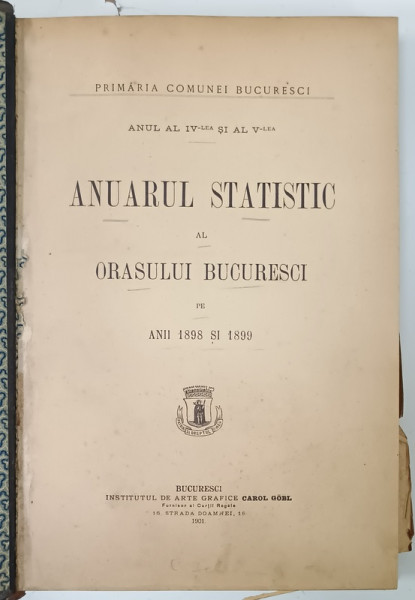 PRIMĂRIA COMUNEI BUCURESCI
ANUL AL IV-LEA ȘI AL V-LEA
ANUARUL STATISTIC
AL
ORASULUI BUCURESCI
PE
ANII 1898 ȘI 1899
BUCURESCI
INSTITUTUL DE ARTE GRAFICE CAROL GÖBL
Furnisor al Curții Regale
16, STRADA DOAMNEI, 16
1901.